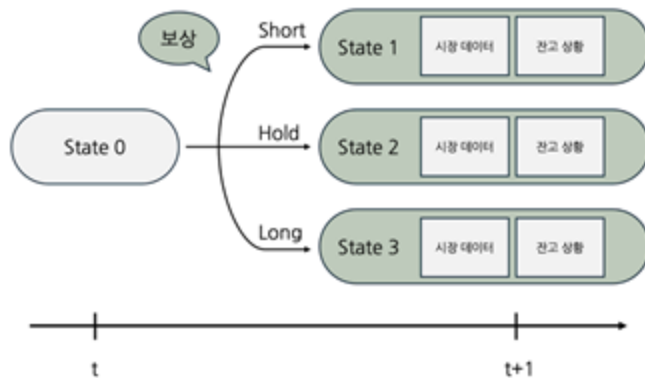 보상
Short
State 1
시장 데이터
잔고 상황
State 0
Hold
State 2
시장 데이터
잔고 상황
Long
State 3
시장 데이터
잔고 상황
t
t+1